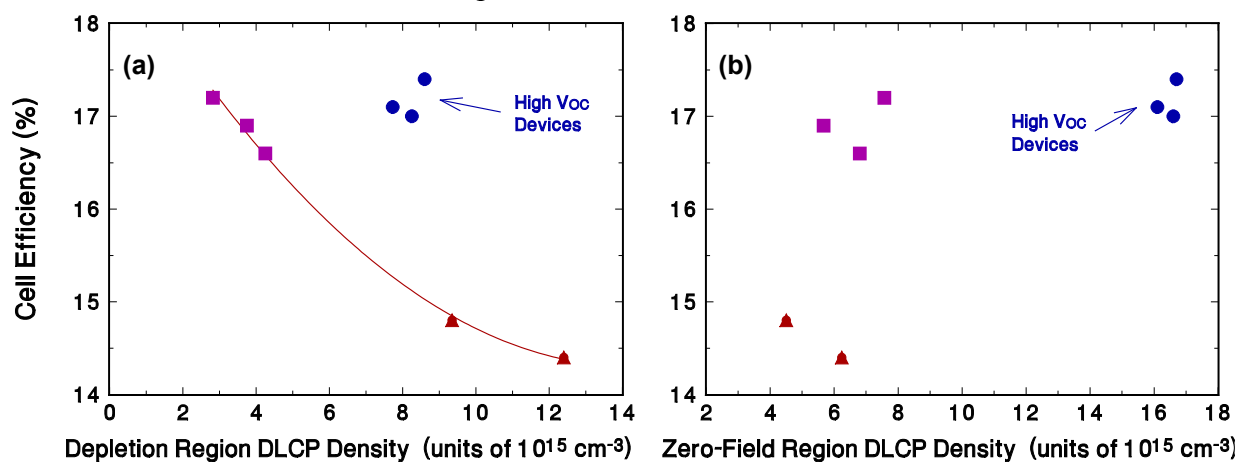 18
17
16
15
14
Cell Efficiency (%)
(a)
High Voc
Devices
0 2 4 6 8 10 12 14
Depletion Region DLCP Density (units of 10¹⁵ cm⁻³)
18
17
16
15
14
(b)
High Voc
Devices
2 4 6 8 10 12 14 16 18
Zero-Field Region DLCP Density (units of 10¹⁵ cm⁻³)